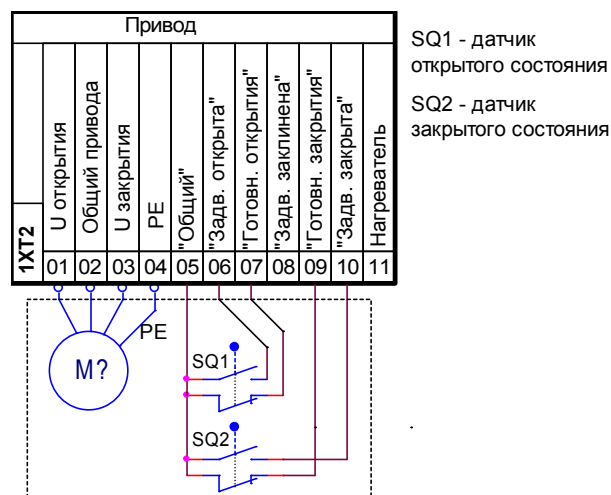 Привод
SQ1 - датчик
открытого состояния
SQ2 - датчик
закрытого состояния
1XT2
U открытия
Общий привода
U закрытия
PE
"Общий"
"Задв. открыта"
"Готовн. открытия"
"Задв. заклинена"
"Готовн. закрытия"
"Задв. закрыта"
Нагреватель
01 02 03 04 05 06 07 08 09 10 11
PE
M?
SQ1
SQ2